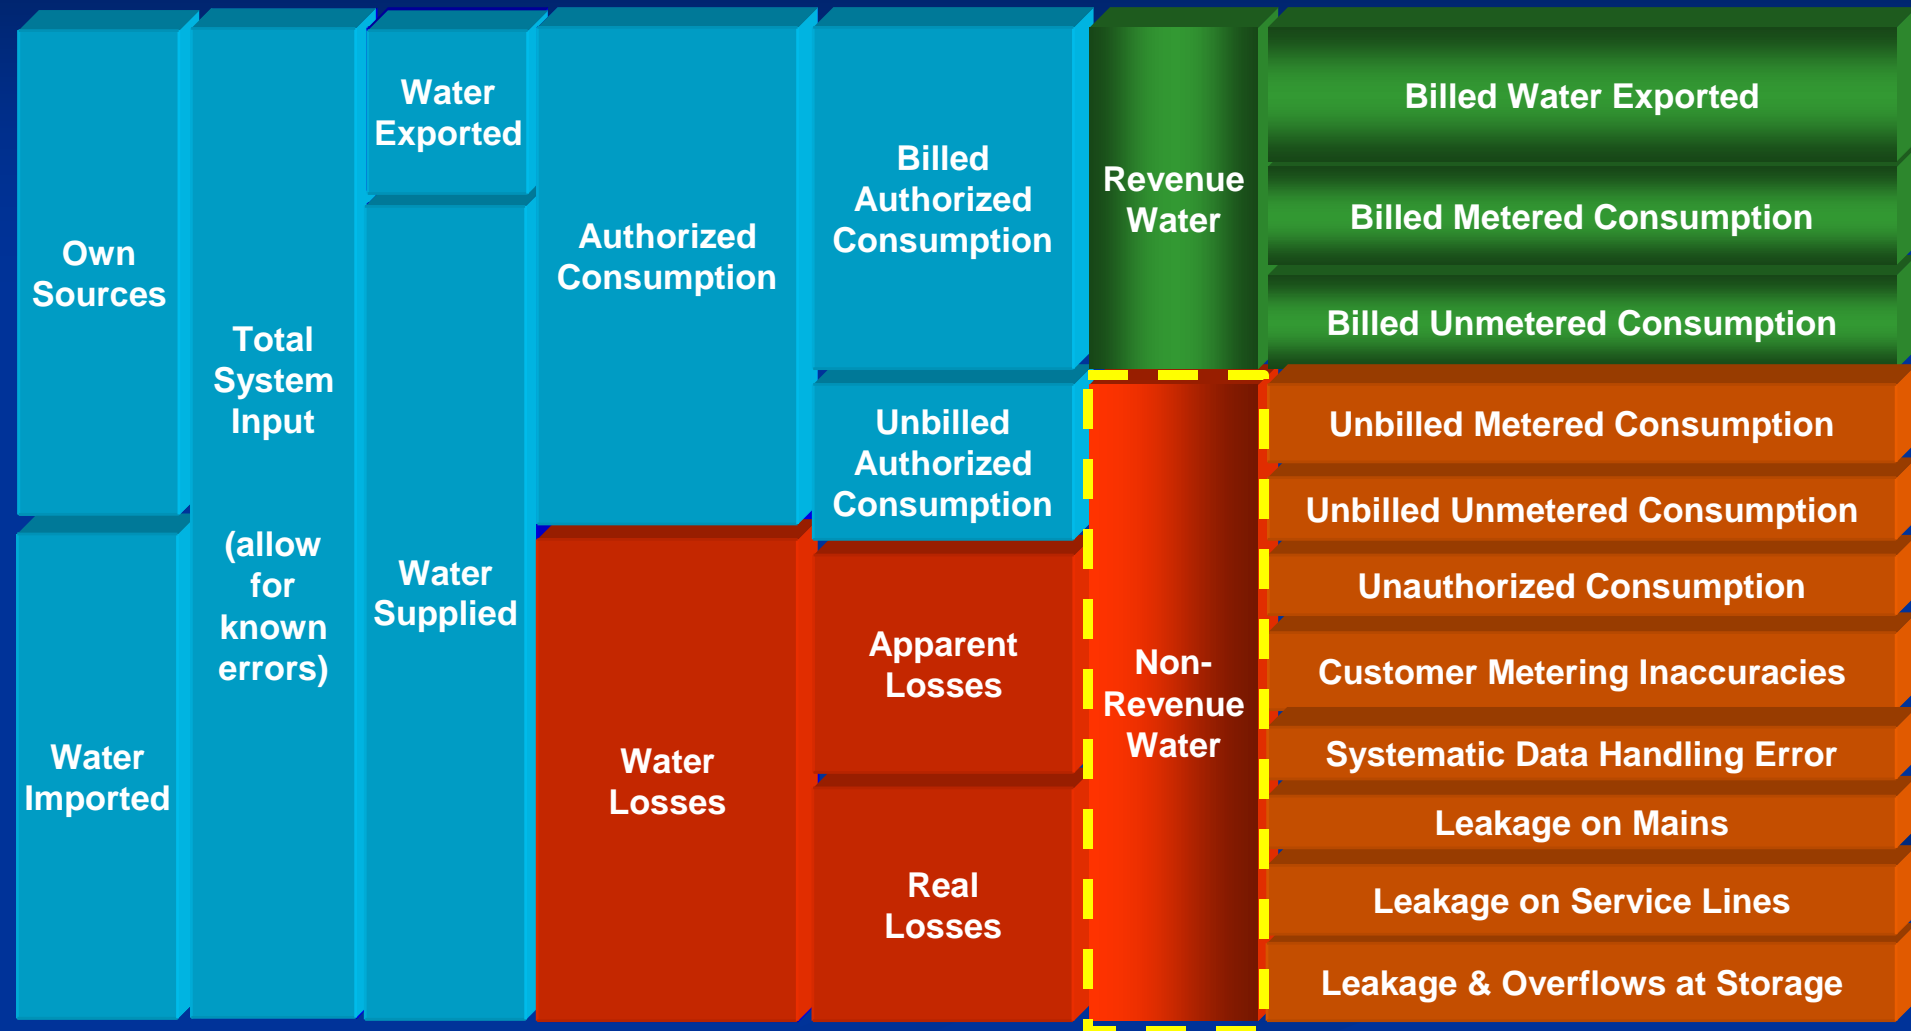 Own
Sources
Water
Imported
Total
System
Input
(allow
for
known
errors)
Water
Exported
Water
Supplied
Authorized
Consumption
Water
Losses
Billed
Authorized
Consumption
Unbilled
Authorized
Consumption
Apparent
Losses
Real
Losses
Revenue
Water
Non-
Revenue
Water
Billed Water Exported
Billed Metered Consumption
Billed Unmetered Consumption
Unbilled Metered Consumption
Unbilled Unmetered Consumption
Unauthorized Consumption
Customer Metering Inaccuracies
Systematic Data Handling Error
Leakage on Mains
Leakage on Service Lines
Leakage & Overflows at Storage